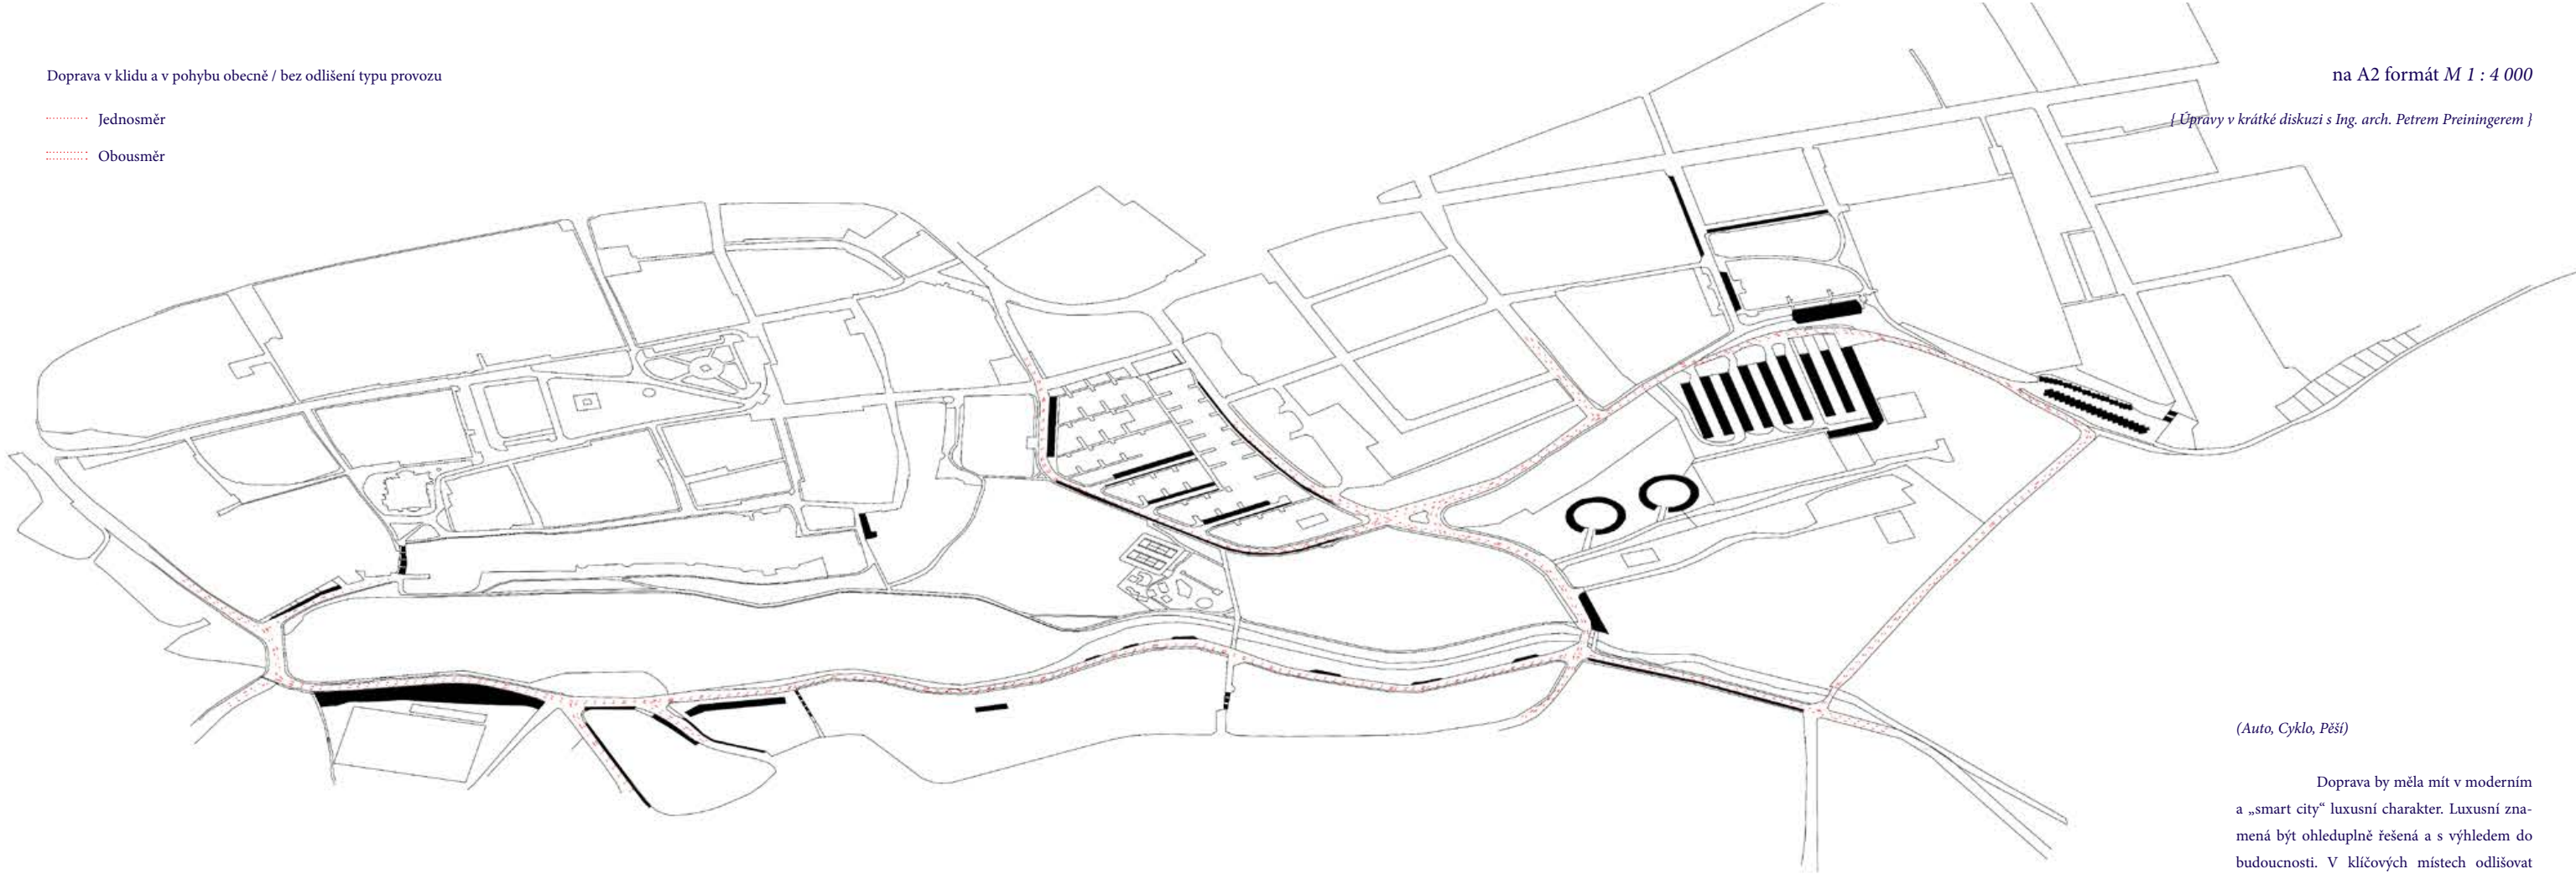 Doprava v klidu a v pohybu obecně / bez odlišení typu provozu
Jednosměr
Obousměr
na A2 formát M 1 : 4 000
{ Úpravy v krátké diskuzi s Ing. arch. Petrem Preiningerem }
(Auto, Cyklo, Pěší)
Doprava by měla mít v moderním
a „smart city“ luxusní charakter. Luxusní zna-
mená být ohleduplně řešená a s výhledem do
budoucnosti. V klíčových místech odlišovat